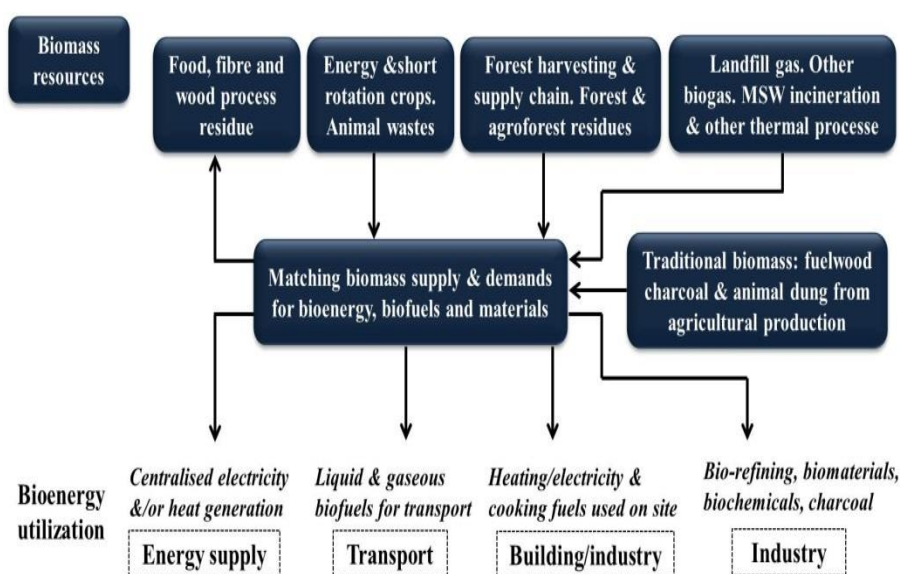 Biomass
resources
Food, fibre and
wood process
residue
Energy &short
rotation crops.
Animal wastes
Forest harvesting &
supply chain. Forest &
agroforest residues
Landfill gas. Other
biogas. MSW incineration
& other thermal processe
Matching biomass supply & demands
for bioenergy, biofuels and materials
Traditional biomass: fuelwood
charcoal & animal dung from
agricultural production
Bioenergy
utilization
Centralised electricity
&/or heat generation
Energy supply
Liquid & gaseous
biofuels for transport
Transport
Heating/electricity &
cooking fuels used on site
Building/industry
Bio-refining, biomaterials,
biochemicals, charcoal
Industry